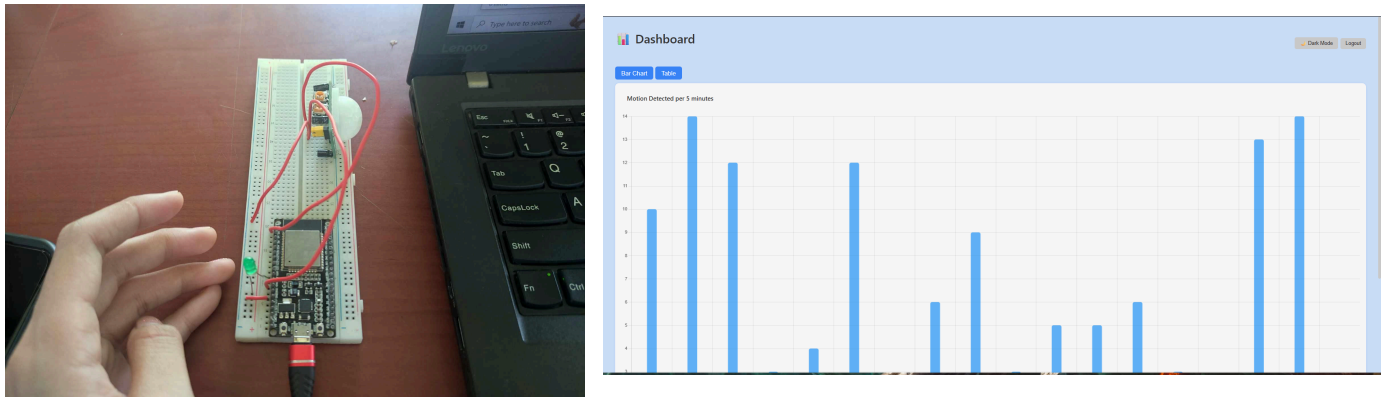 Type here to search
Lenovo
Esc
~
`
!
1
@
2
Tab
Q
CapsLock
A
Shift
Fn
Ctrl
Dashboard
Dark Mode
Logout
Bar Chart
Table
Motion Detected per 5 minutes
14
13
12
11
10
9
8
7
6
5
4